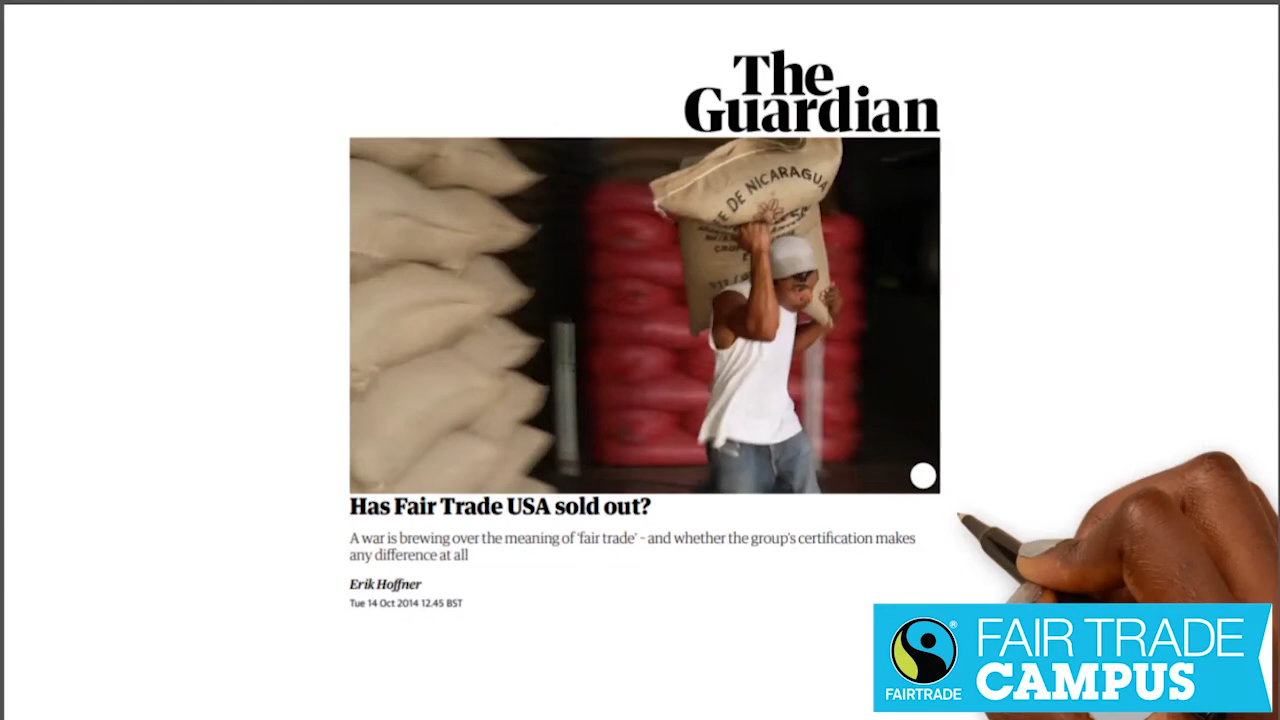 The
Guardian
DE NICARAGUA
Has Fair Trade USA sold out?
A war is brewing over the meaning of 'fair trade' - and whether the group's certification makes
any difference at all
Erik Hoffner
Tue 14 Oct 2014 12.45 BST
FAIR TRADE
CAMPUS
FAIRTRADE
®